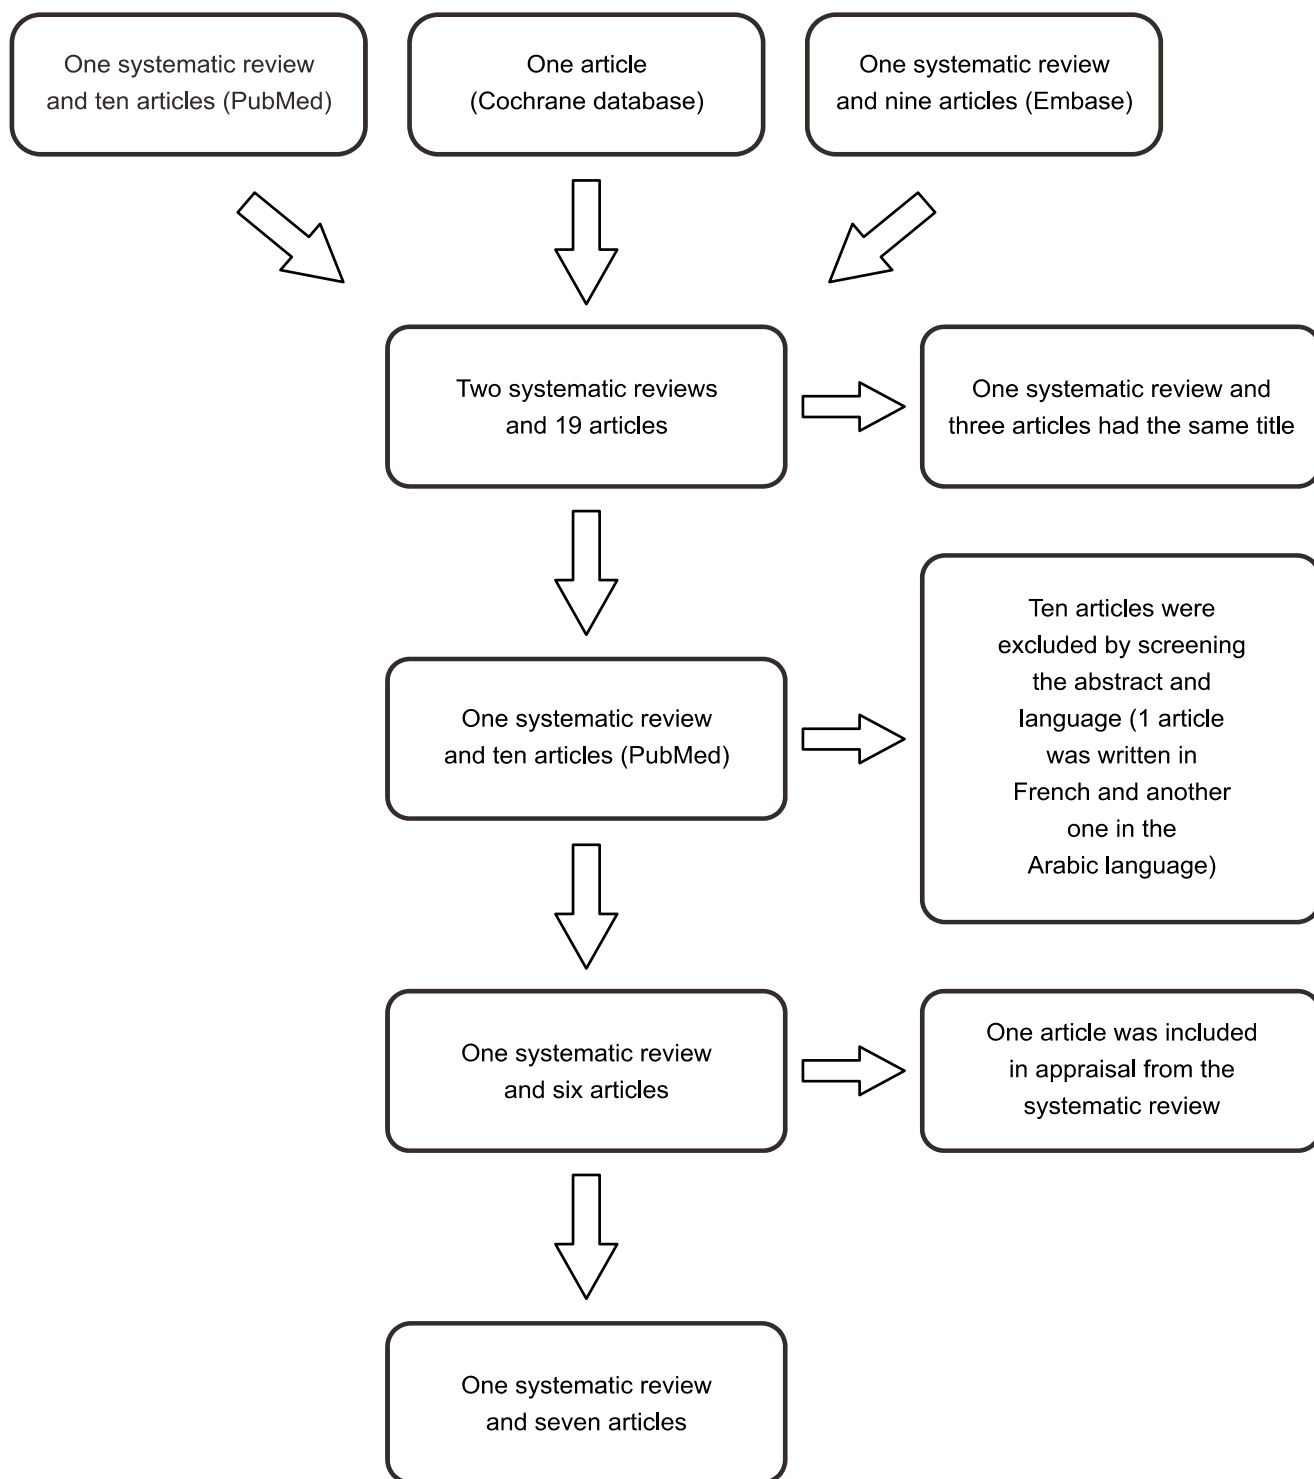 One systematic review
and ten articles (PubMed)
One article
(Cochrane database)
One systematic review
and nine articles (Embase)
Two systematic reviews
and 19 articles
One systematic review and
three articles had the same title
One systematic review
and ten articles (PubMed)
Ten articles were
excluded by screening
the abstract and
language (1 article
was written in
French and another
one in the
Arabic language)
One systematic review
and six articles
One article was included
in appraisal from the
systematic review
One systematic review
and seven articles